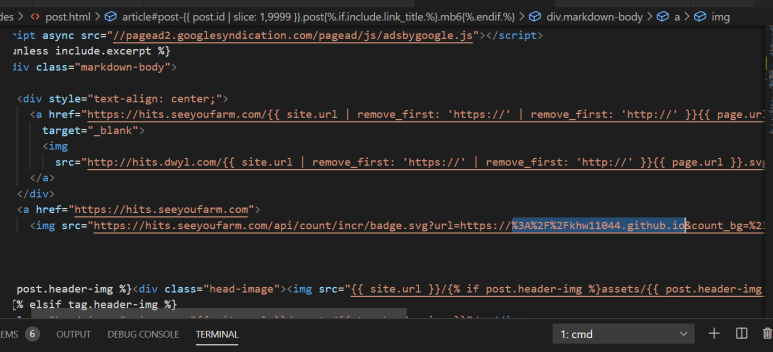 des > post.html > article#post-{{ post.id | slice: 1,9999 }}.post{%.if.include.link_title.%}.mb6{%.endif.%} > div.markdown-body > a > img
ript async src="//pagead2.googlesyndication.com/pagead/js/adsbygoogle.js"></script>
unless include.excerpt %}
div class="markdown-body">
<div style="text-align: center;">
<a href="https://hits.seeyoufarm.com/{{ site.url | remove_first: 'https://' | remove_first: 'http://' }}{{ page.url
target="_blank">
<img
src="http://hits.dwyl.com/{{ site.url | remove_first: 'https://' | remove_first: 'http://' }}{{ page.url }}.svg
</a>
</div>
<a href="https://hits.seeyoufarm.com">
<img src="https://hits.seeyoufarm.com/api/count/incr/badge.svg?url=https://%3A%2F%2Fkhw11044.github.io&count_bg=%23
post.header-img %}<div class="head-image"><img src="{{ site.url }}/{% if post.header-img %}assets/{{ post.header-img
{% elsif tag.header-img %}
EMS 6 OUTPUT DEBUG CONSOLE TERMINAL 1: cmd